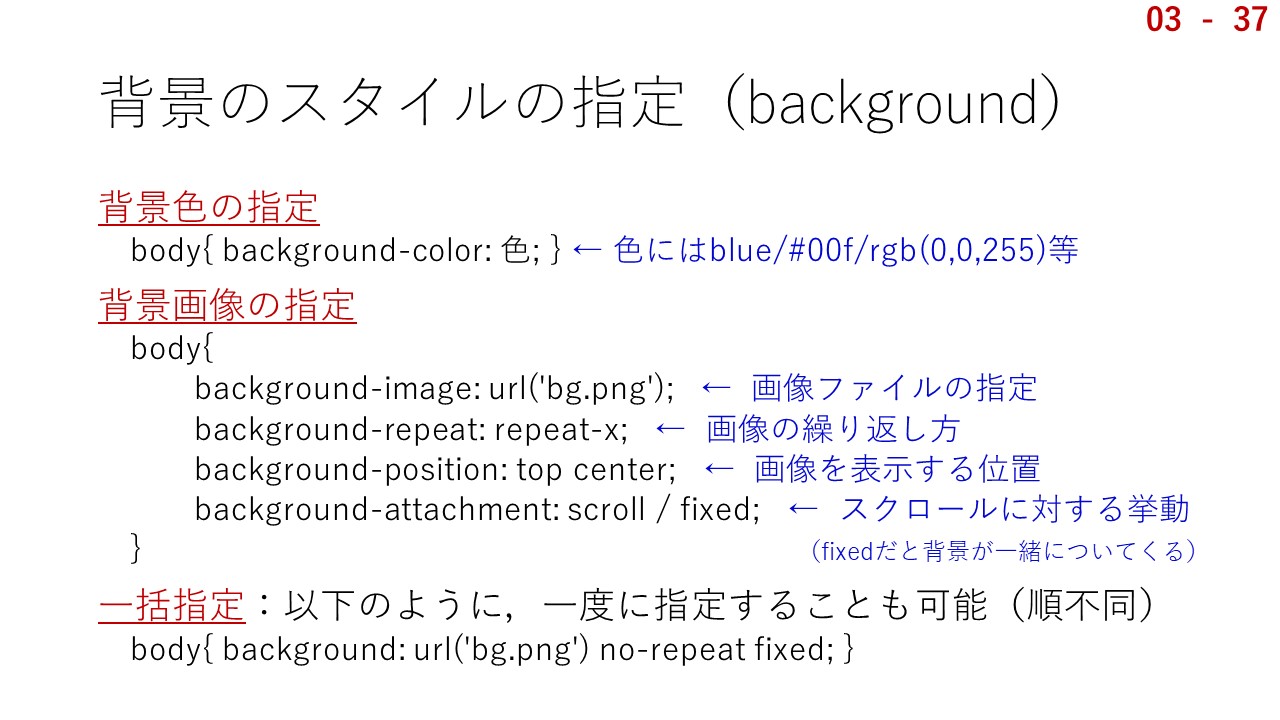 03 - 37
背景のスタイルの指定（background）
背景色の指定
body{ background-color: 色; } ← 色にはblue/#00f/rgb(0,0,255)等
背景画像の指定
body{
background-image: url('bg.png'); ← 画像ファイルの指定
background-repeat: repeat-x; ← 画像の繰り返し方
background-position: top center; ← 画像を表示する位置
background-attachment: scroll / fixed; ← スクロールに対する挙動
} （fixedだと背景が一緒についてくる）
一括指定：以下のように，一度に指定することも可能（順不同）
body{ background: url('bg.png') no-repeat fixed; }